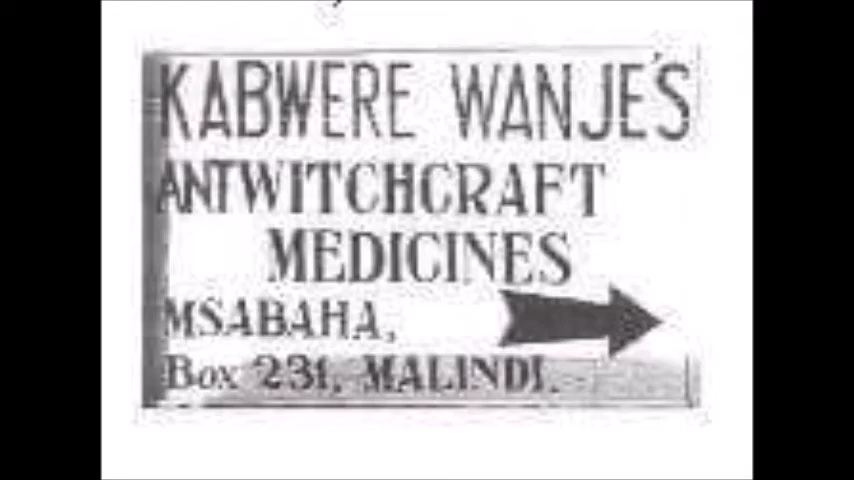 KABWERE WANJE'S
ANTWITCHCRAFT
MEDICINES
MSABAHA,
Box 231, MALINDI.